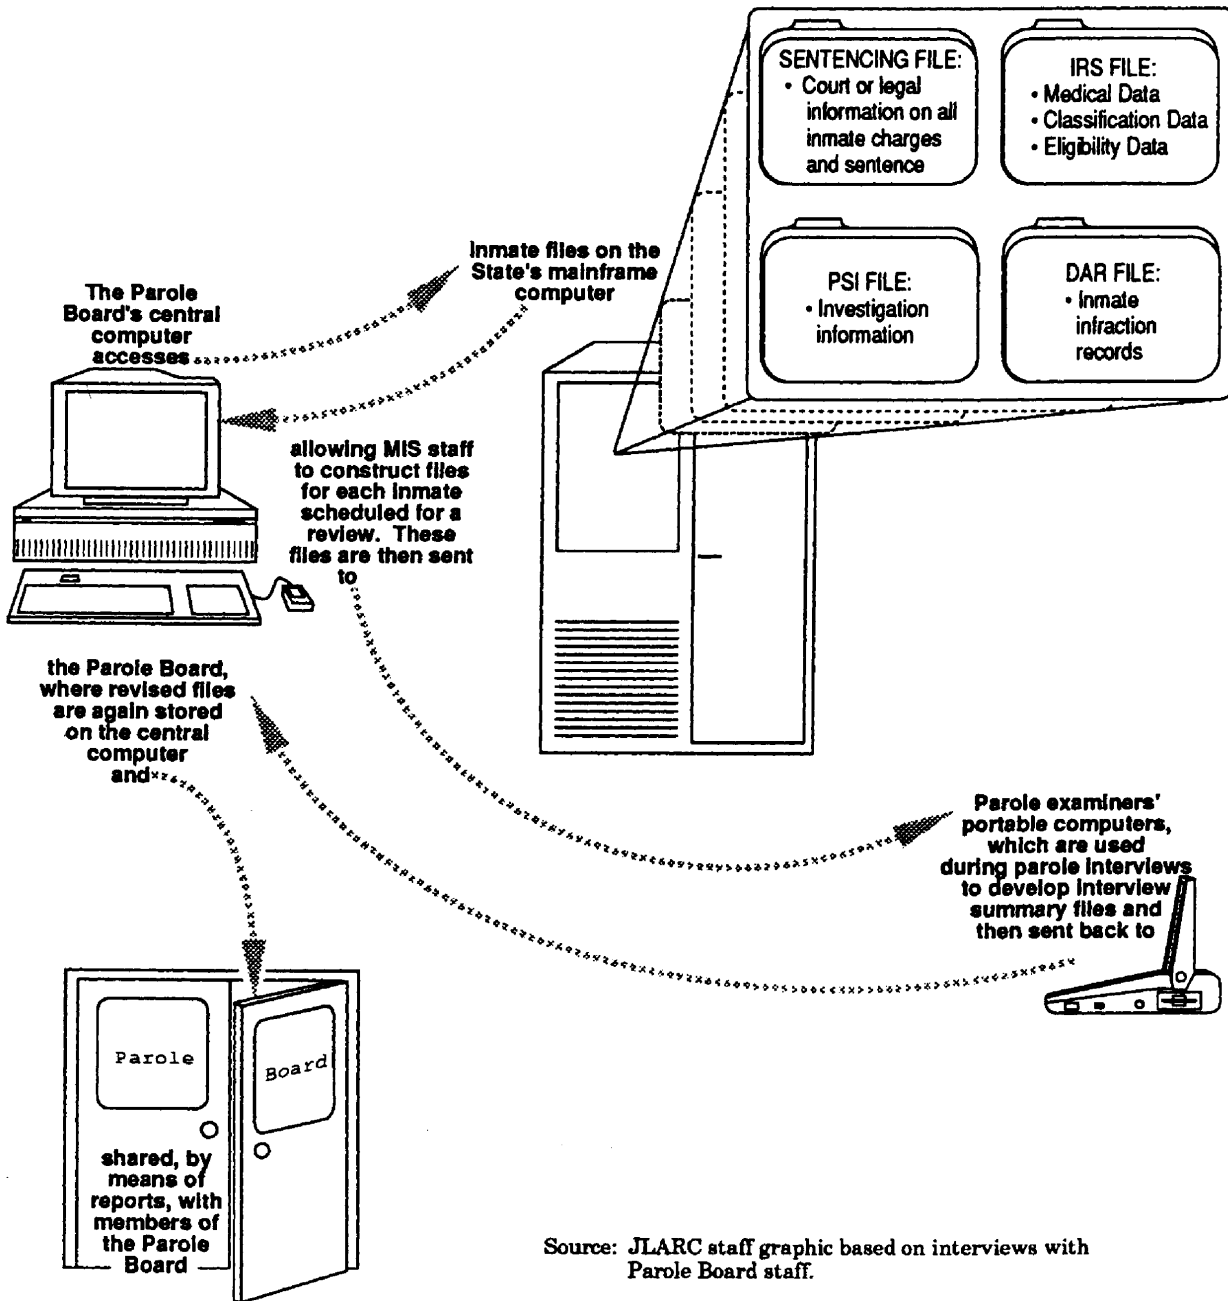 SENTENCING FILE:
• Court or legal
information on all
inmate charges
and sentence
IRS FILE:
• Medical Data
• Classification Data
• Eligibility Data
PSI FILE:
• Investigation
information
DAR FILE:
• Inmate
infraction
records
The Parole
Board's central
computer
accesses
Inmate files on the
State's mainframe
computer
allowing MIS staff
to construct files
for each inmate
scheduled for a
review. These
files are then sent
to
Parole examiners'
portable computers,
which are used
during parole interviews
to develop interview
summary files and
then sent back to
the Parole Board,
where revised files
are again stored
on the central
computer
and
Parole
Board
shared, by
means of
reports, with
members of
the Parole
Board
Source: JLARC staff graphic based on interviews with
Parole Board staff.